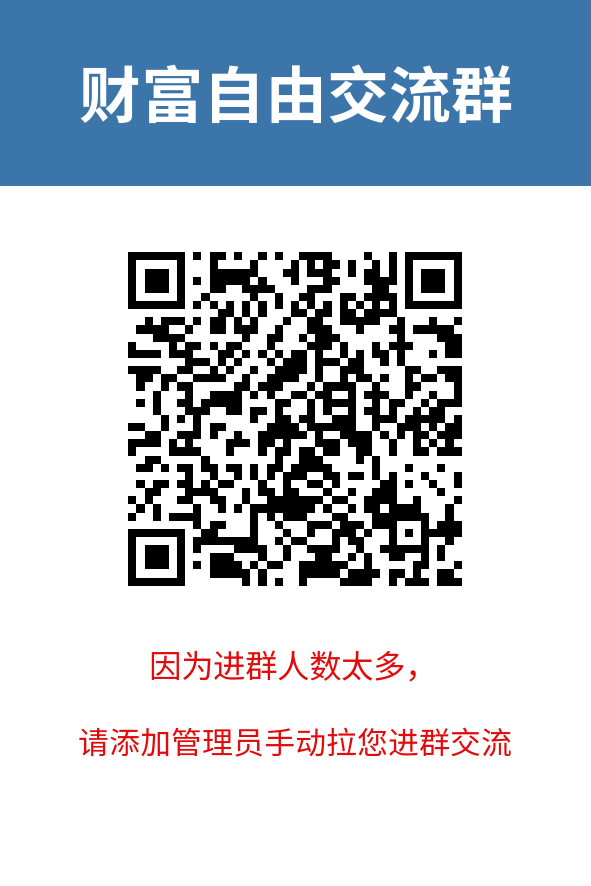 财富自由交流群
因为进群人数太多，
请添加管理员手动拉您进群交流